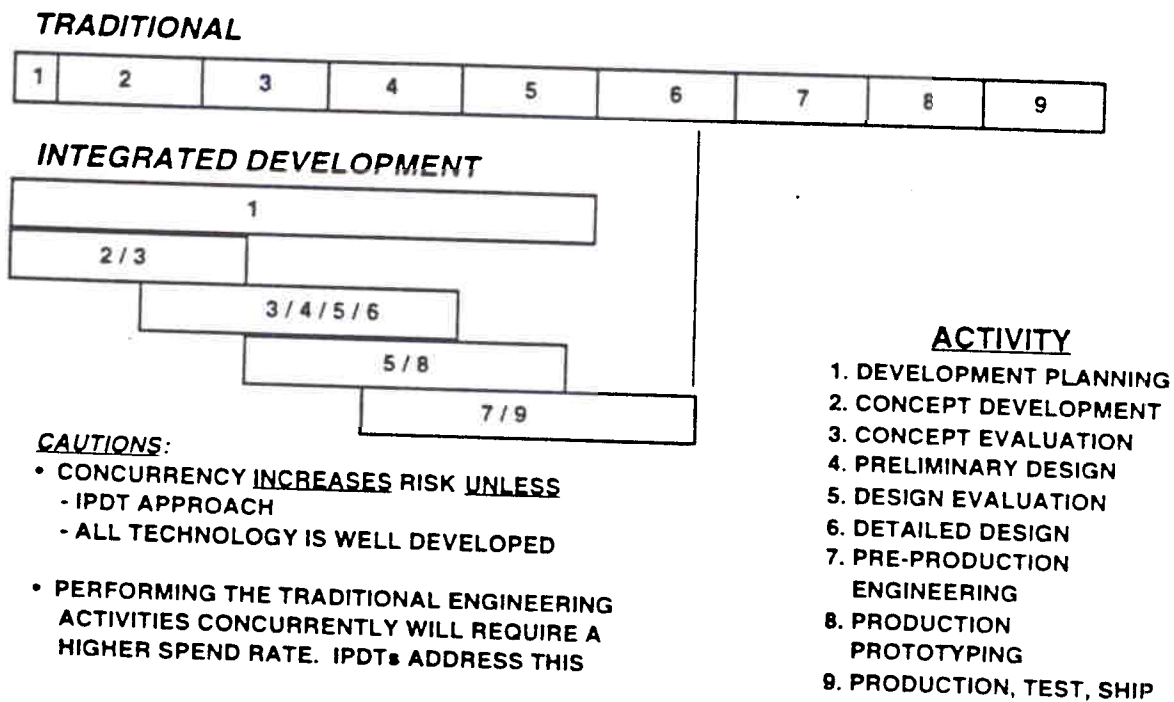 TRADITIONAL
1 2 3 4 5 6 7 8 9
INTEGRATED DEVELOPMENT
1
2 / 3
3 / 4 / 5 / 6
5 / 8
7 / 9
CAUTIONS:
• CONCURRENCY INCREASES RISK UNLESS
- IPDT APPROACH
- ALL TECHNOLOGY IS WELL DEVELOPED
• PERFORMING THE TRADITIONAL ENGINEERING
ACTIVITIES CONCURRENTLY WILL REQUIRE A
HIGHER SPEND RATE. IPDTs ADDRESS THIS
ACTIVITY
1. DEVELOPMENT PLANNING
2. CONCEPT DEVELOPMENT
3. CONCEPT EVALUATION
4. PRELIMINARY DESIGN
5. DESIGN EVALUATION
6. DETAILED DESIGN
7. PRE-PRODUCTION
ENGINEERING
8. PRODUCTION
PROTOTYPING
9. PRODUCTION, TEST, SHIP